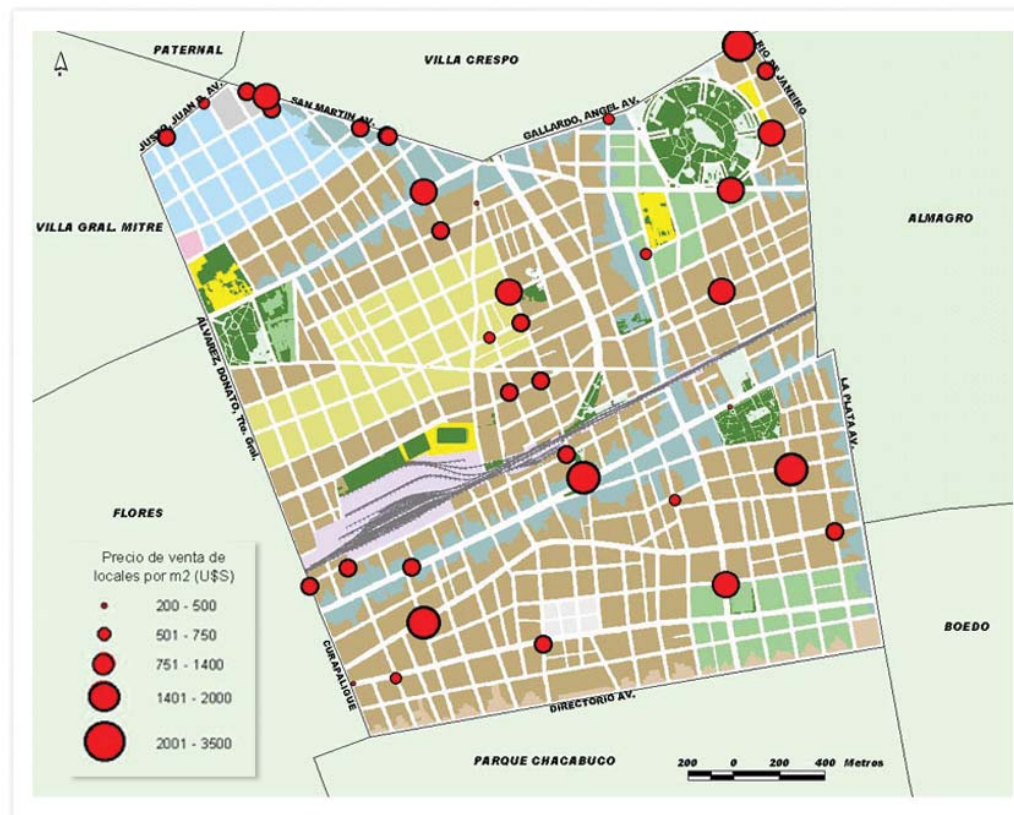 PATERNAL
VILLA CRESPO
RIO DE JANEIRO
JUSTO, JUAN B. AV.
SAN MARTIN AV.
GALLARDO, ANGEL AV.
VILLA GRAL. MITRE
ALMAGRO
ALVAREZ, DONATO, Tte. Gral.
LA PLATA AV.
FLORES
Precio de venta de
locales por m2 (U$S)
200 - 500
501 - 750
751 - 1400
1401 - 2000
2001 - 3500
CURAPALIGUE
BOEDO
DIRECTORIO AV.
PARQUE CHACABUCO
200 0 200 400 Metros